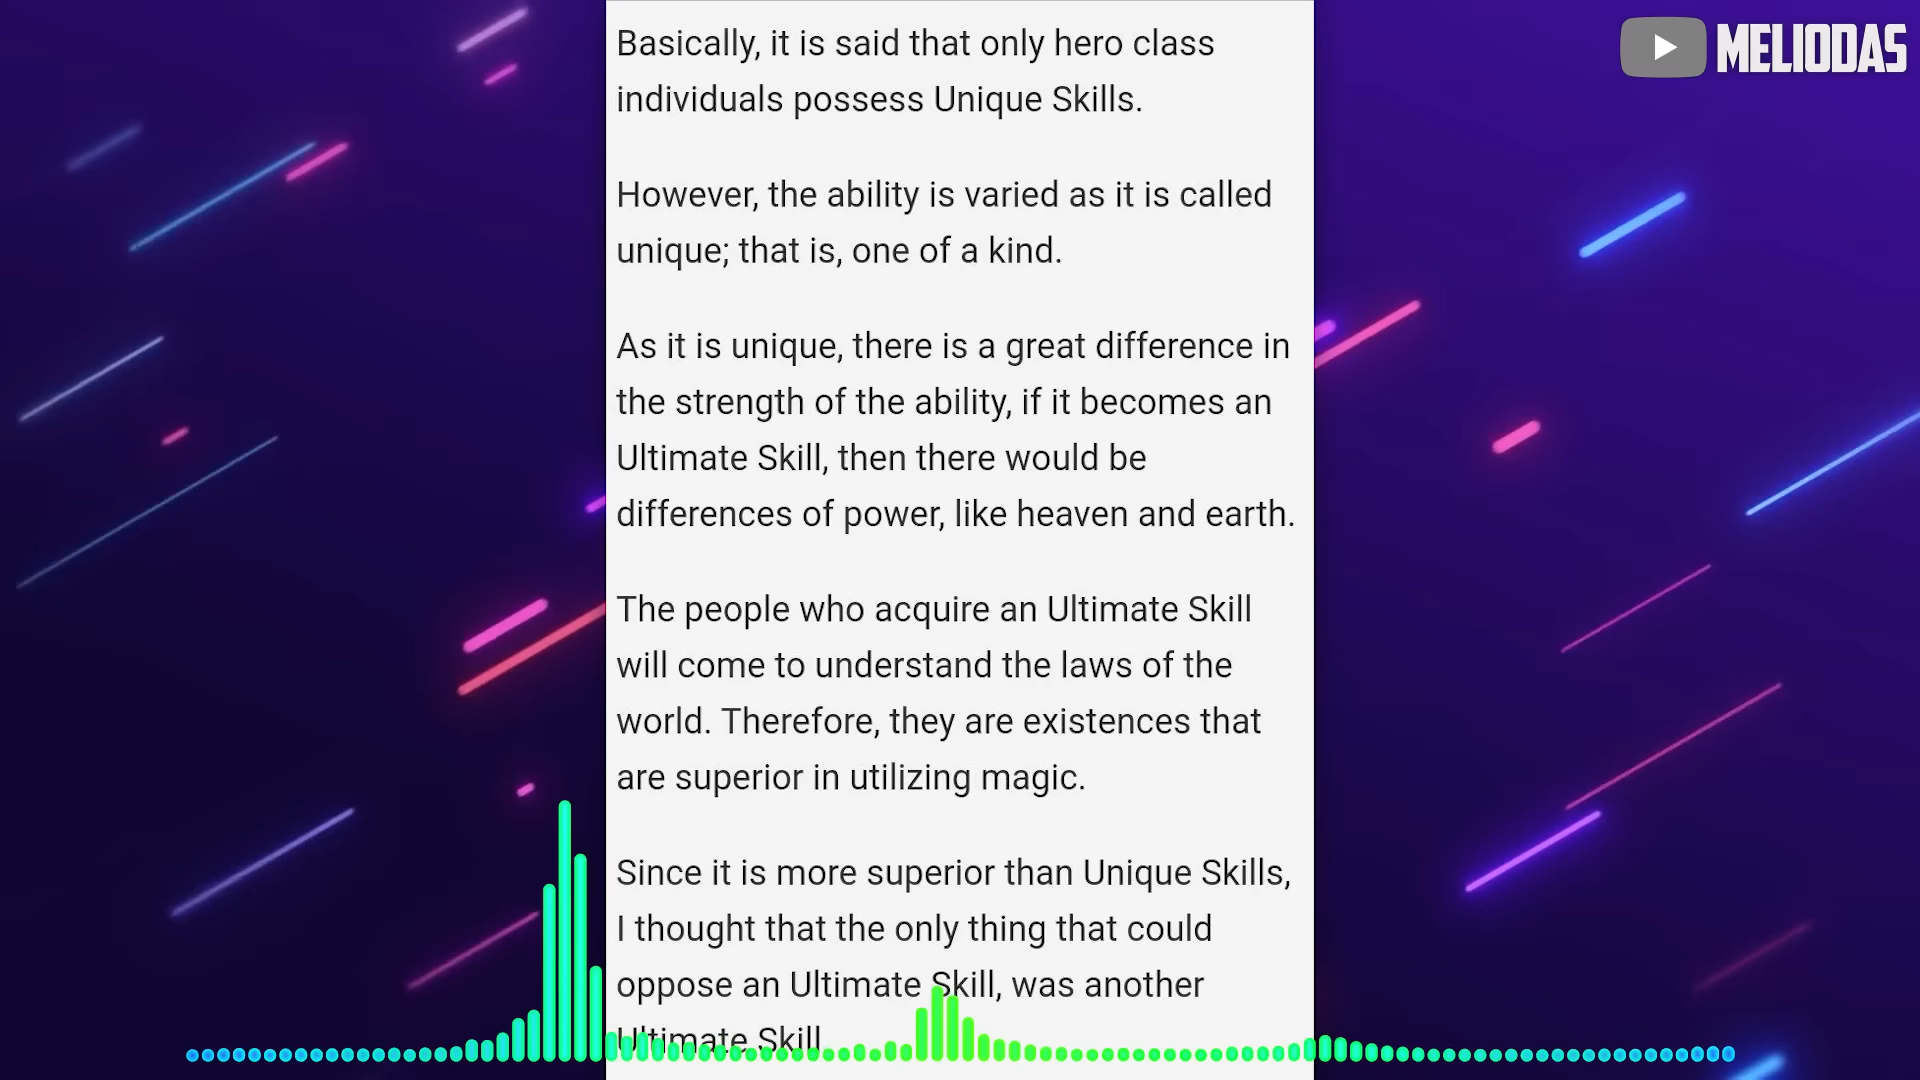 MELIODAS
Basically, it is said that only hero class
individuals possess Unique Skills.
However, the ability is varied as it is called
unique; that is, one of a kind.
As it is unique, there is a great difference in
the strength of the ability, if it becomes an
Ultimate Skill, then there would be
differences of power, like heaven and earth.
The people who acquire an Ultimate Skill
will come to understand the laws of the
world. Therefore, they are existences that
are superior in utilizing magic.
Since it is more superior than Unique Skills,
I thought that the only thing that could
oppose an Ultimate Skill, was another
Ultimate Skill